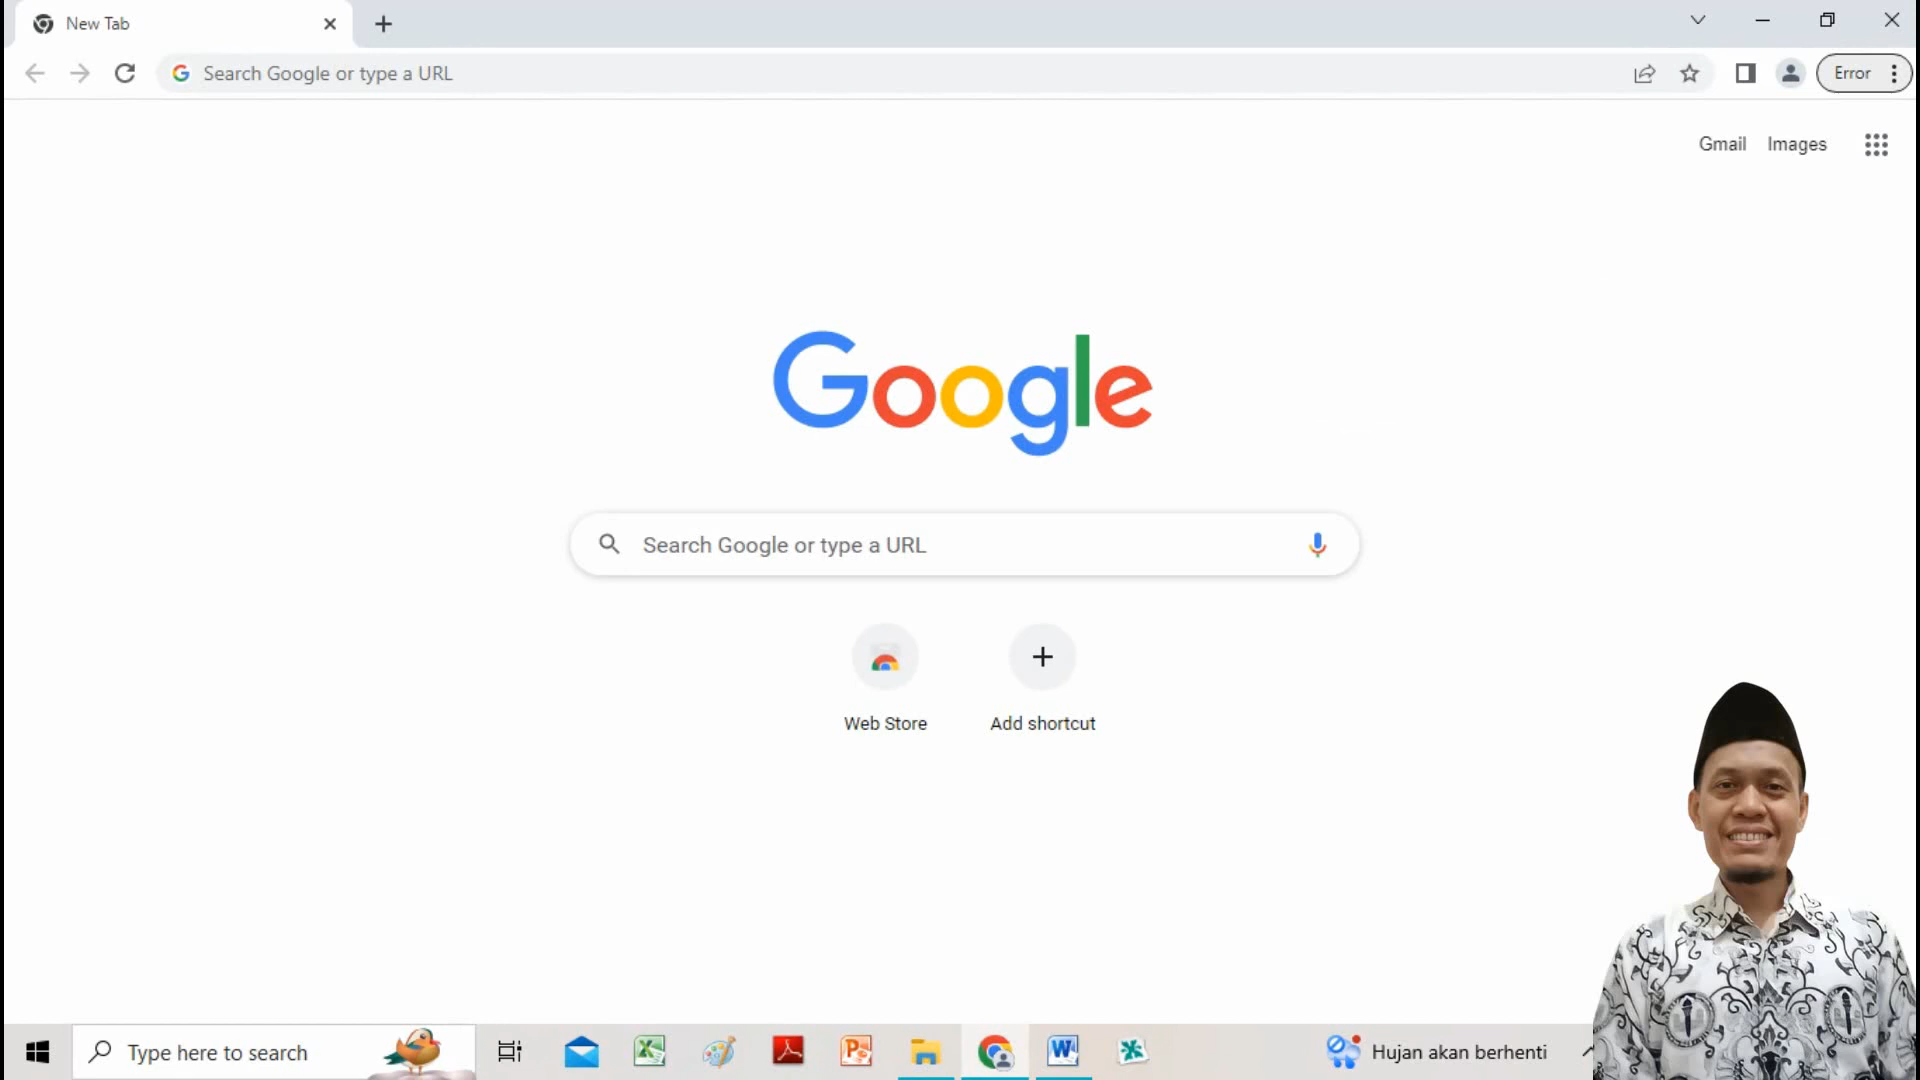 New Tab
Search Google or type a URL
Error
Gmail Images
Google
Search Google or type a URL
Web Store
Add shortcut
Type here to search
Hujan akan berhenti